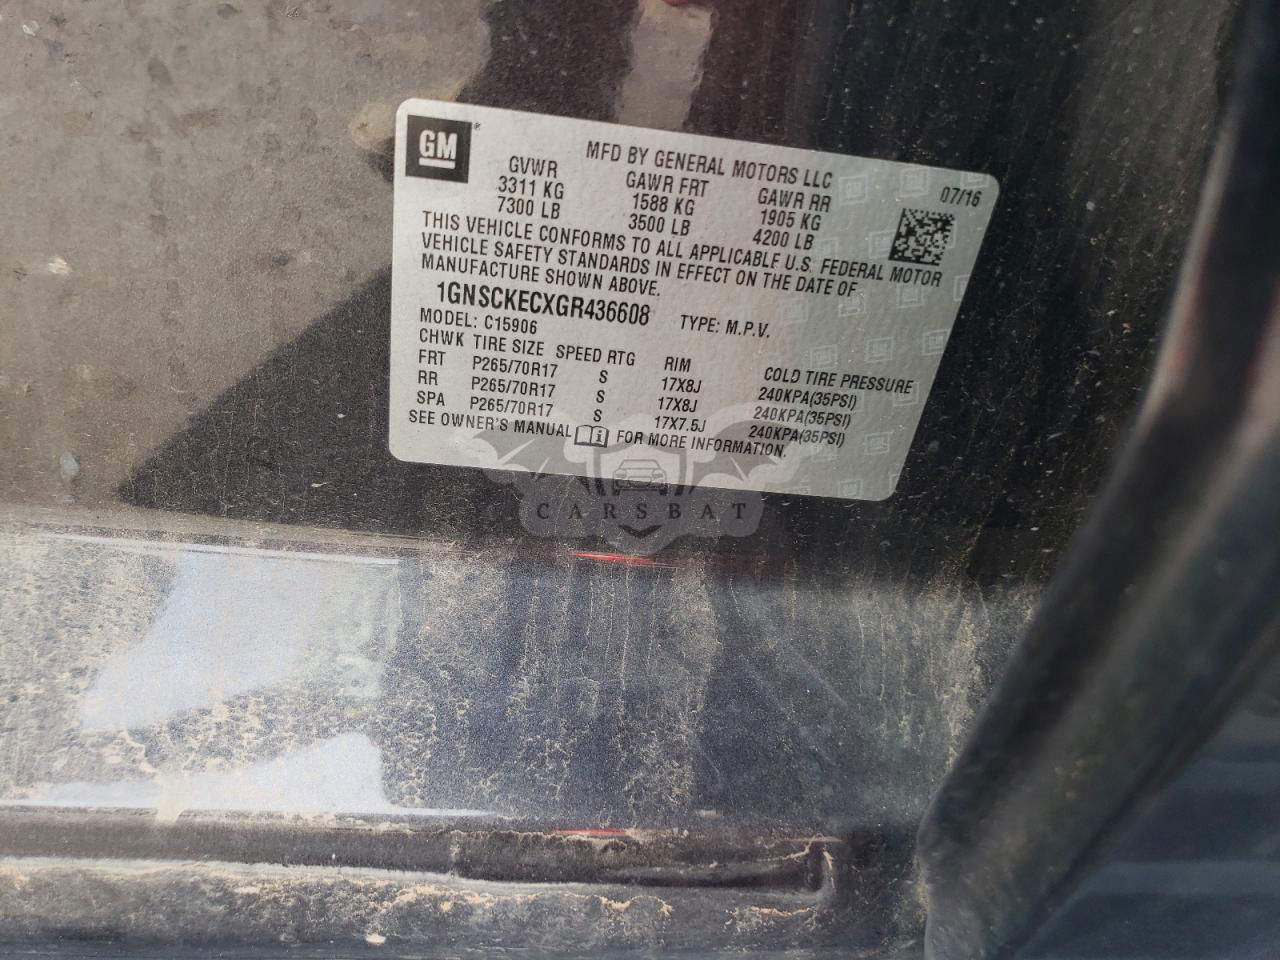 GM ®
MFD BY GENERAL MOTORS LLC
GVWR GAWR FRT GAWR RR 07/16
3311 KG 1588 KG 1905 KG
7300 LB 3500 LB 4200 LB
THIS VEHICLE CONFORMS TO ALL APPLICABLE U.S. FEDERAL MOTOR
VEHICLE SAFETY STANDARDS IN EFFECT ON THE DATE OF
MANUFACTURE SHOWN ABOVE.
1GNSCKECXGR436608 TYPE: M.P.V.
MODEL: C15906
CHWK TIRE SIZE SPEED RTG RIM COLD TIRE PRESSURE
FRT P265/70R17 S 17X8J 240KPA(35PSI)
RR P265/70R17 S 17X8J 240KPA(35PSI)
SPA P265/70R17 S 17X7.5J 240KPA(35PSI)
SEE OWNER'S MANUAL FOR MORE INFORMATION.
CARSBAT